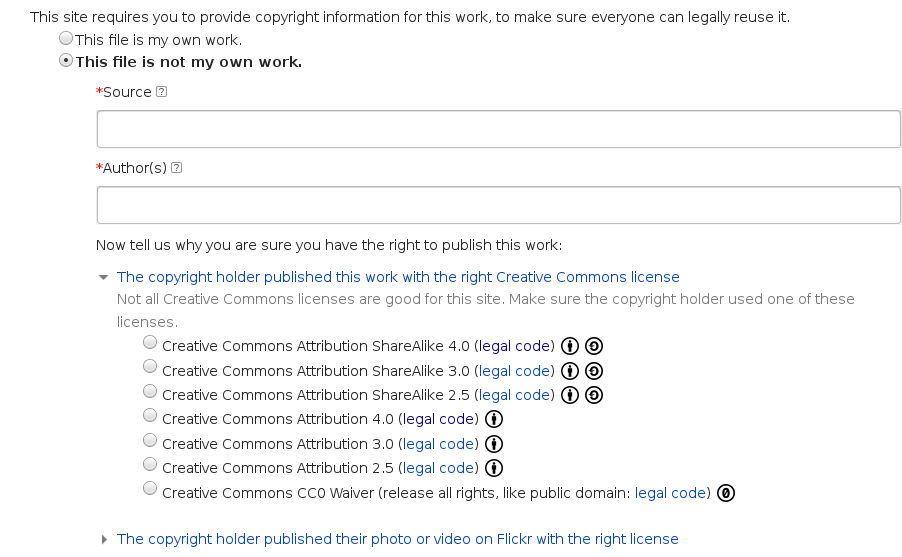 This site requires you to provide copyright information for this work, to make sure everyone can legally reuse it.
This file is my own work.
This file is not my own work.
*Source [?]
*Author(s) [?]
Now tell us why you are sure you have the right to publish this work:
The copyright holder published this work with the right Creative Commons license
Not all Creative Commons licenses are good for this site. Make sure the copyright holder used one of these
licenses.
Creative Commons Attribution ShareAlike 4.0 (legal code)
Creative Commons Attribution ShareAlike 3.0 (legal code)
Creative Commons Attribution ShareAlike 2.5 (legal code)
Creative Commons Attribution 4.0 (legal code)
Creative Commons Attribution 3.0 (legal code)
Creative Commons Attribution 2.5 (legal code)
Creative Commons CC0 Waiver (release all rights, like public domain: legal code)
The copyright holder published their photo or video on Flickr with the right license